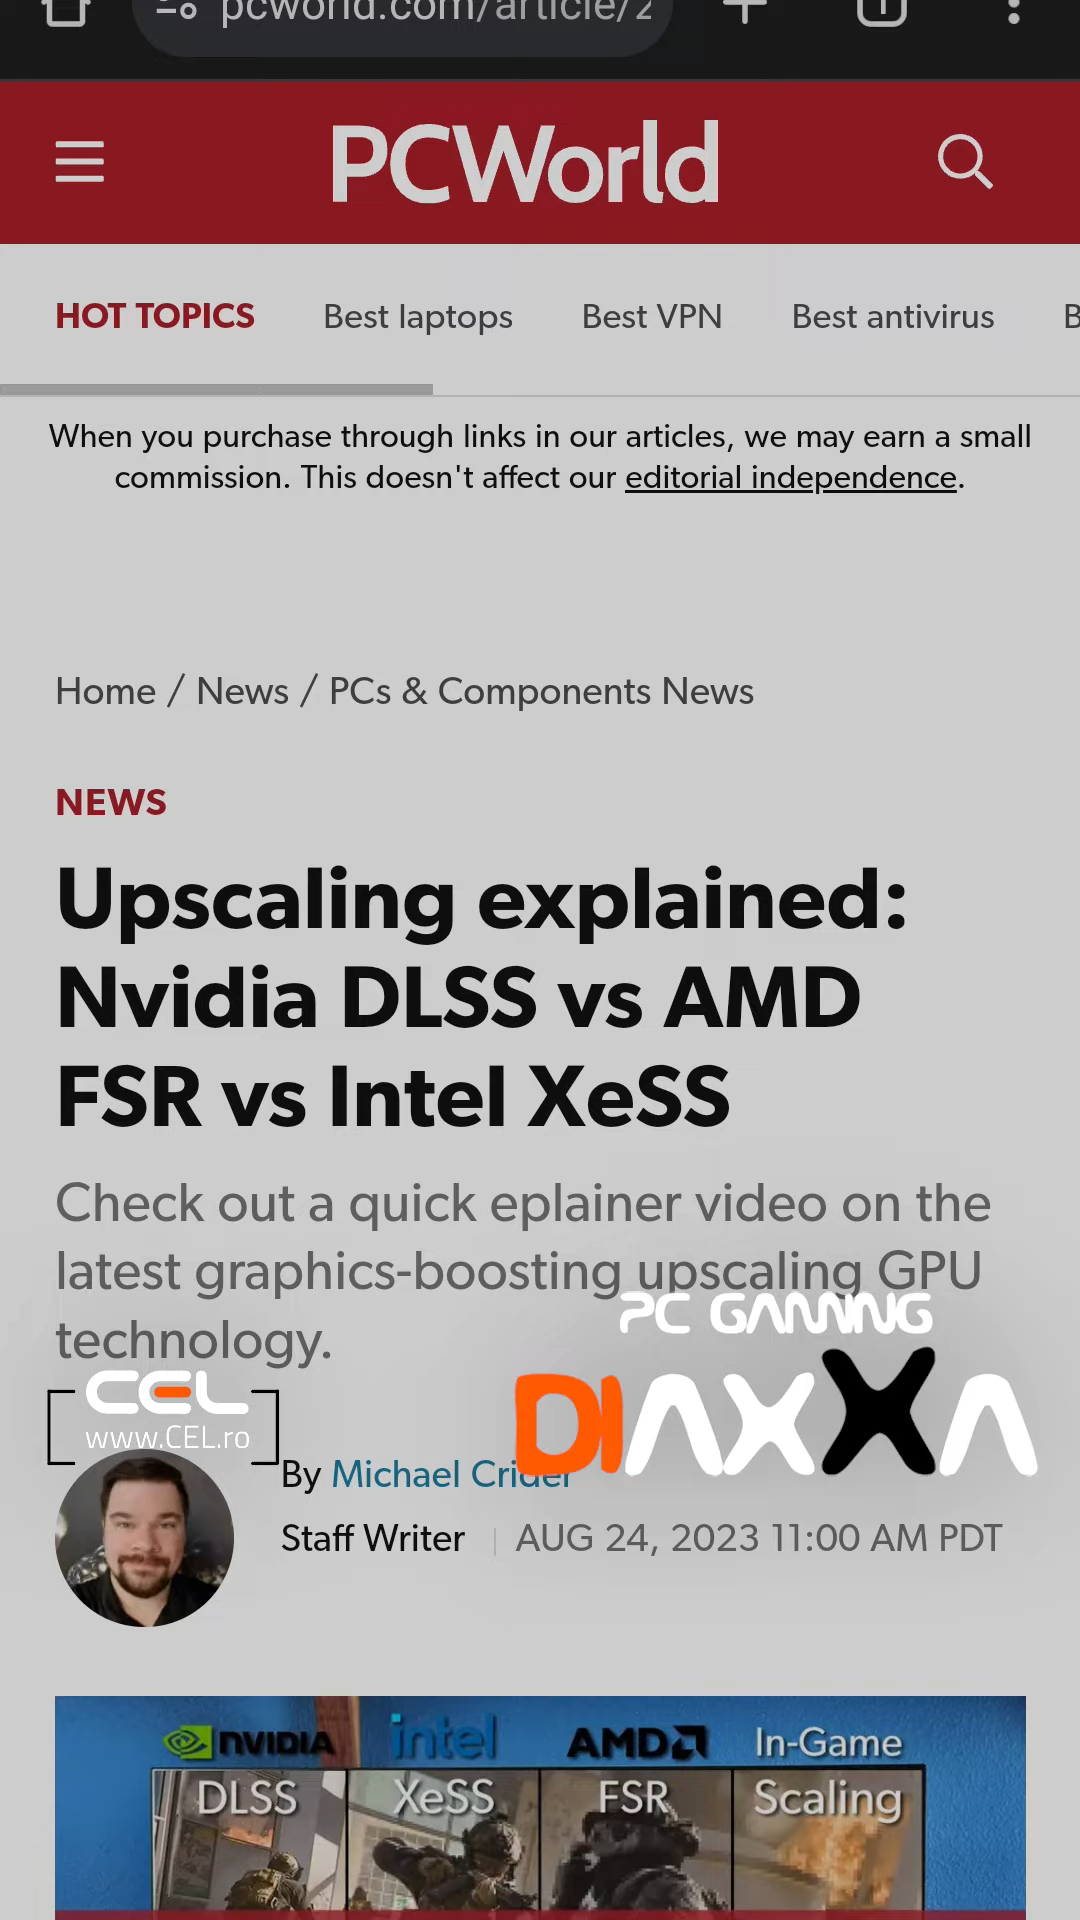 pcworld.com/article/2
PCWorld
HOT TOPICS Best laptops Best VPN Best antivirus B
When you purchase through links in our articles, we may earn a small
commission. This doesn't affect our editorial independence.
Home / News / PCs & Components News
NEWS
Upscaling explained:
Nvidia DLSS vs AMD
FSR vs Intel XeSS
Check out a quick eplainer video on the
latest graphics-boosting upscaling GPU
technology.
PC GAMING
DIAXXA
CEL
www.CEL.ro
By Michael Crider
Staff Writer AUG 24, 2023 11:00 AM PDT
NVIDIA intel AMD In-Game
DLSS XeSS FSR Scaling